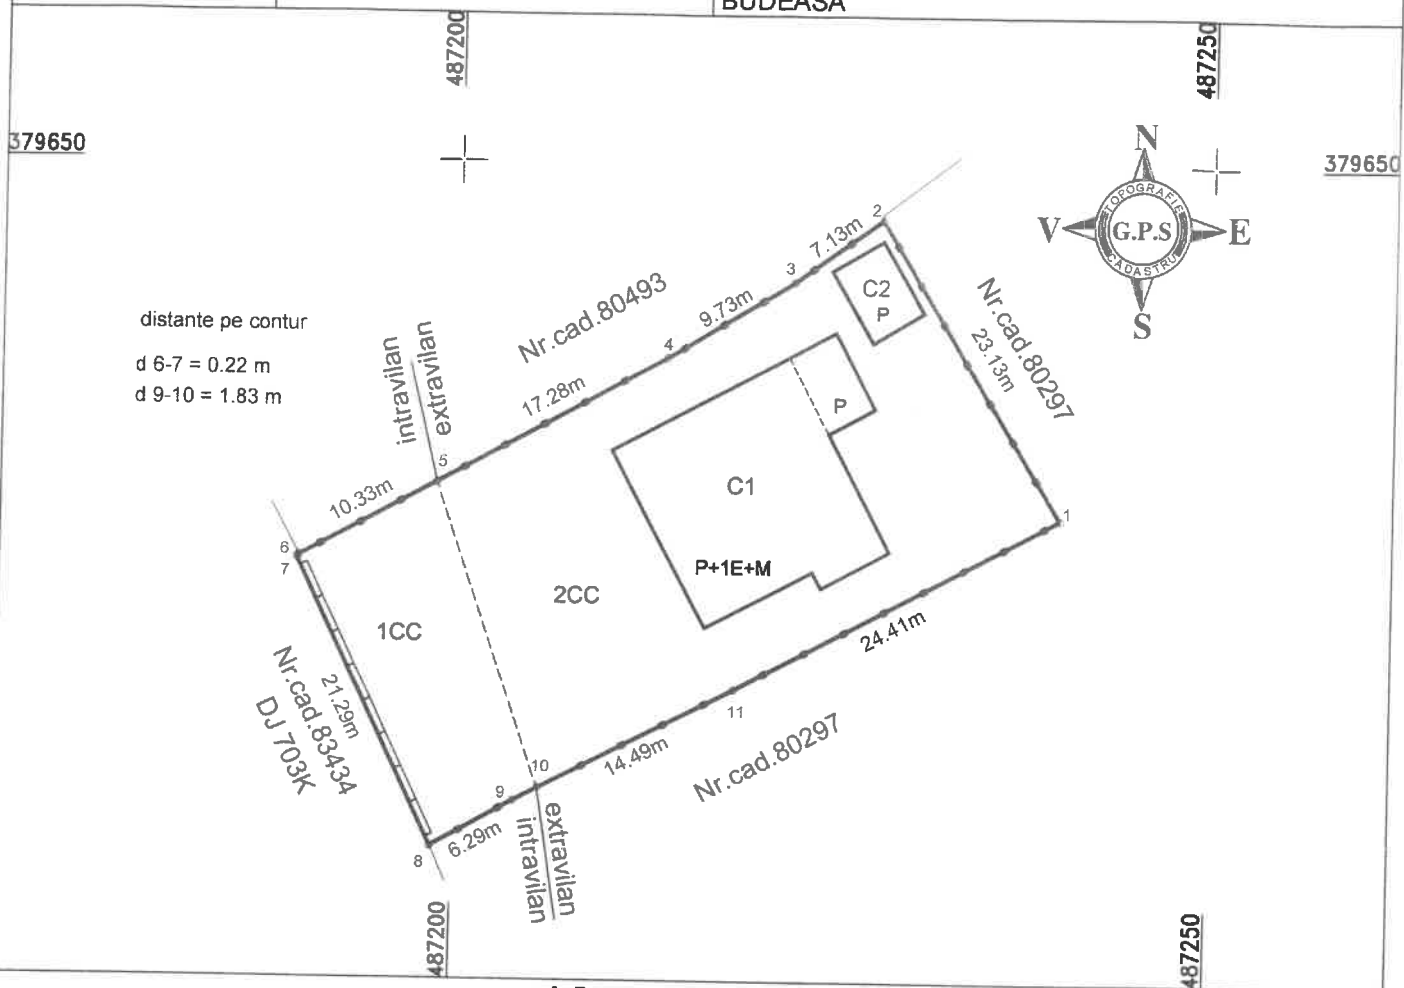 BUDEASA
487200
487250
379650
379650
N
TOPOGRAFIE
V
G.P.S
E
CADASTRU
S
2
7.13m
3
C2
P
Nr.cad.80493
9.73m
4
Nr.cad.80297
23.13m
distante pe contur
d 6-7 = 0.22 m
d 9-10 = 1.83 m
intravilan
extravilan
17.28m
P
5
C1
10.33m
1
6
7
P+1E+M
2CC
1CC
24.41m
21.29m
Nr.cad.83434
DJ 703K
11
14.49m
Nr.cad.80297
10
9
6.29m
8
extravilan
intravilan
487200
487250